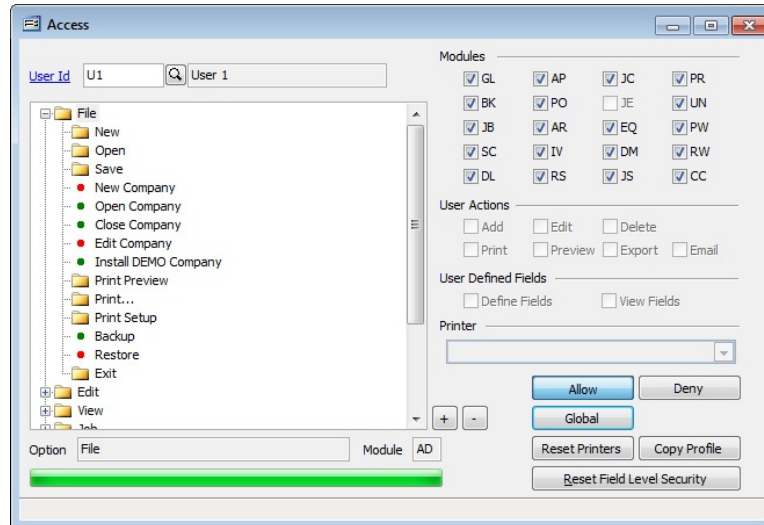 Access
User Id U1 User 1
File
New
Open
Save
New Company
Open Company
Close Company
Edit Company
Install DEMO Company
Print Preview
Print...
Print Setup
Backup
Restore
Exit
Edit
View
Job
Option File Module AD
Modules
GL AP JC PR
BK PO JE UN
JB AR EQ PW
SC IV DM RW
DL RS JS CC
User Actions
Add Edit Delete
Print Preview Export Email
User Defined Fields
Define Fields View Fields
Printer
Allow Deny
+ - Global
Reset Printers Copy Profile
Reset Field Level Security